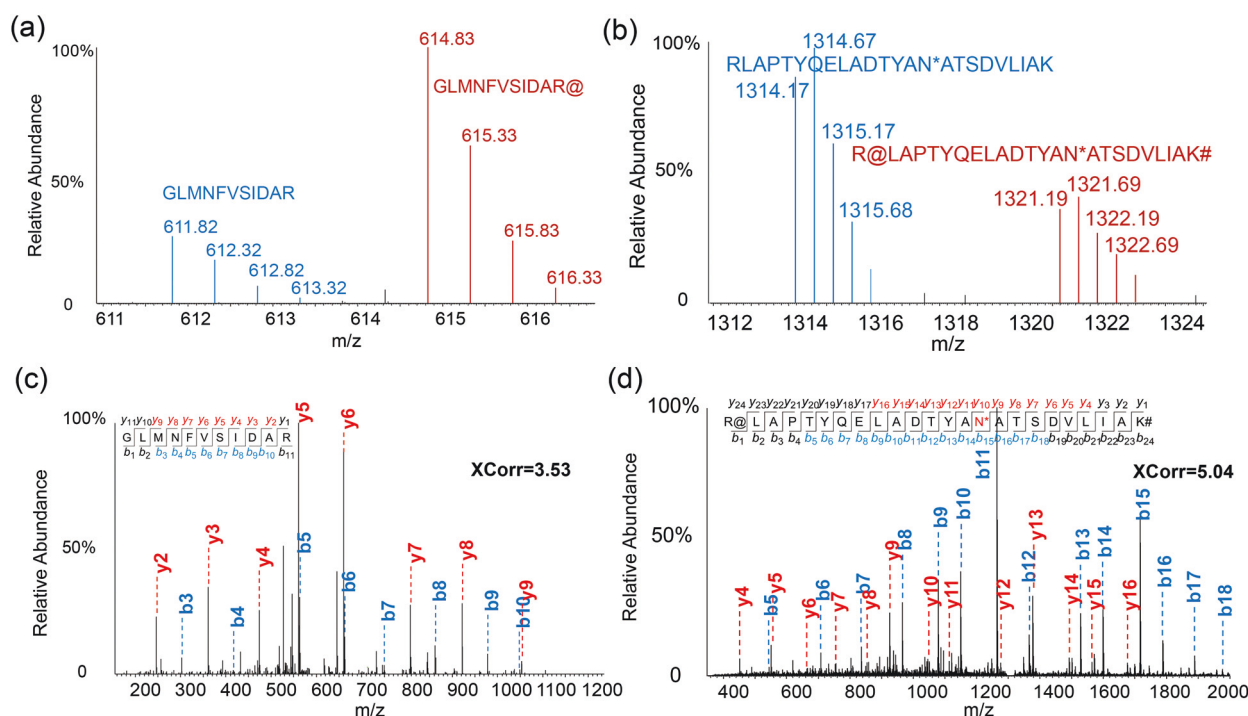 (a)
Relative Abundance
100%
50%
0
614.83
GLMNFVSIDAR@
615.33
GLMNFVSIDAR
611.82
612.32
612.82
613.32
615.83
616.33
611 612 613 614 615 616
m/z
(b)
Relative Abundance
100%
50%
0
1314.67
RLAPTYQELADTYAN*ATSDVLIAK
1314.17
1315.17
R@LAPTYQELADTYAN*ATSDVLIAK#
1315.68
1321.19
1321.69
1322.19
1322.69
1312 1314 1316 1318 1320 1322 1324
m/z
(c)
Relative Abundance
100%
50%
0
y11 y10 y9 y8 y7 y6 y5 y4 y3 y2 y1
G L M N F V S I D A R
b1 b2 b3 b4 b5 b6 b7 b8 b9 b10 b11
XCorr=3.53
y2
b3
y3
b4
y4
y5
b5
y6
b6
b7
y7
b8
y8
b9
b10
y9
200 300 400 500 600 700 800 900 1000 1100 1200
m/z
(d)
Relative Abundance
100%
50%
0%
y24 y23 y22 y21 y20 y19 y18 y17 y16 y15 y14 y13 y12 y11 y10 y9 y8 y7 y6 y5 y4 y3 y2 y1
R@ L A P T Y Q E L A D T Y A N* A T S D V L I A K#
b1 b2 b3 b4 b5 b6 b7 b8 b9 b10 b11 b12 b13 b14 b15 b16 b17 b18 b19 b20 b21 b22 b23 b24
XCorr=5.04
y4
b5
y5
y6
b6
y7
b7
y8
y9
b8
y10
b9
y11
b10
b11
y12
b12
y13
y14
b13
y15
b14
y16
b15
b16
b17
b18
400 600 800 1000 1200 1400 1600 1800 2000
m/z